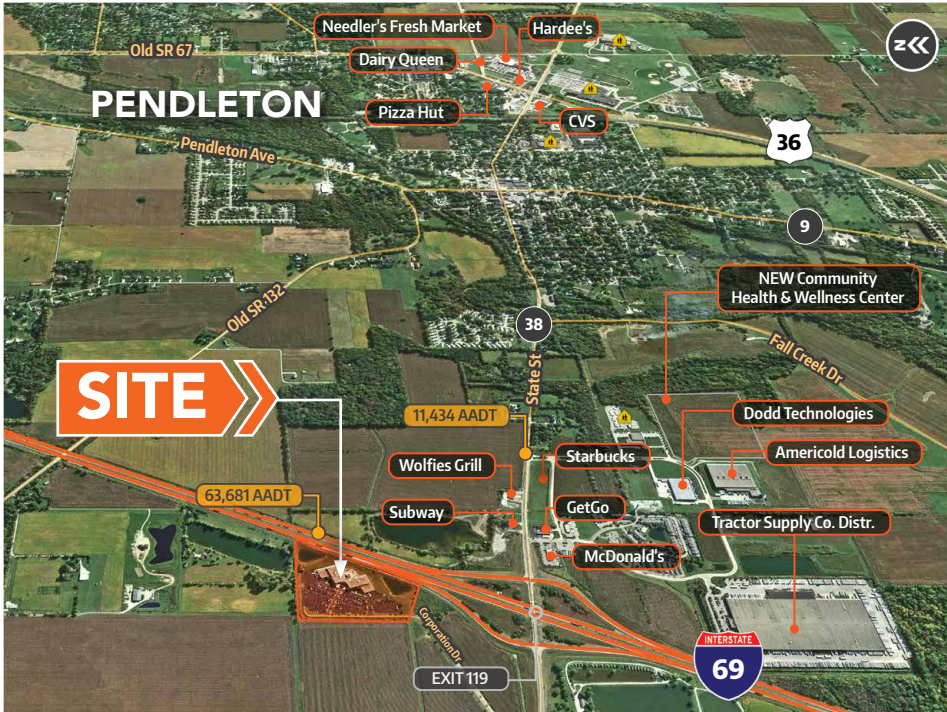 Needler's Fresh Market
Hardee's
Old SR 67
Dairy Queen
z
PENDLETON
Pizza Hut
CVS
36
Pendleton Ave
9
NEW Community
Health & Wellness Center
Old SR 132
38
Fall Creek Dr
State St
SITE
11,434 AADT
Dodd Technologies
Starbucks
Americold Logistics
Wolfies Grill
63,681 AADT
Subway
GetGo
Tractor Supply Co. Distr.
McDonald's
Corporation Dr
INTERSTATE
69
EXIT 119